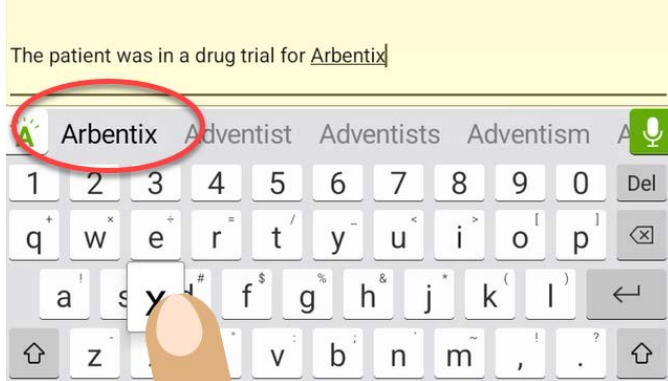 The patient was in a drug trial for Arbentix
A Arbentix Adventist Adventists Adventism A
1 2 3 4 5 6 7 8 9 0 Del
+ × ÷ = / _ < > [ ]
q w e r t y u i o p
! # $ % & * ( )
a s d f g h j k l
x
- " : ; ~ ! ?
z v b n m , .